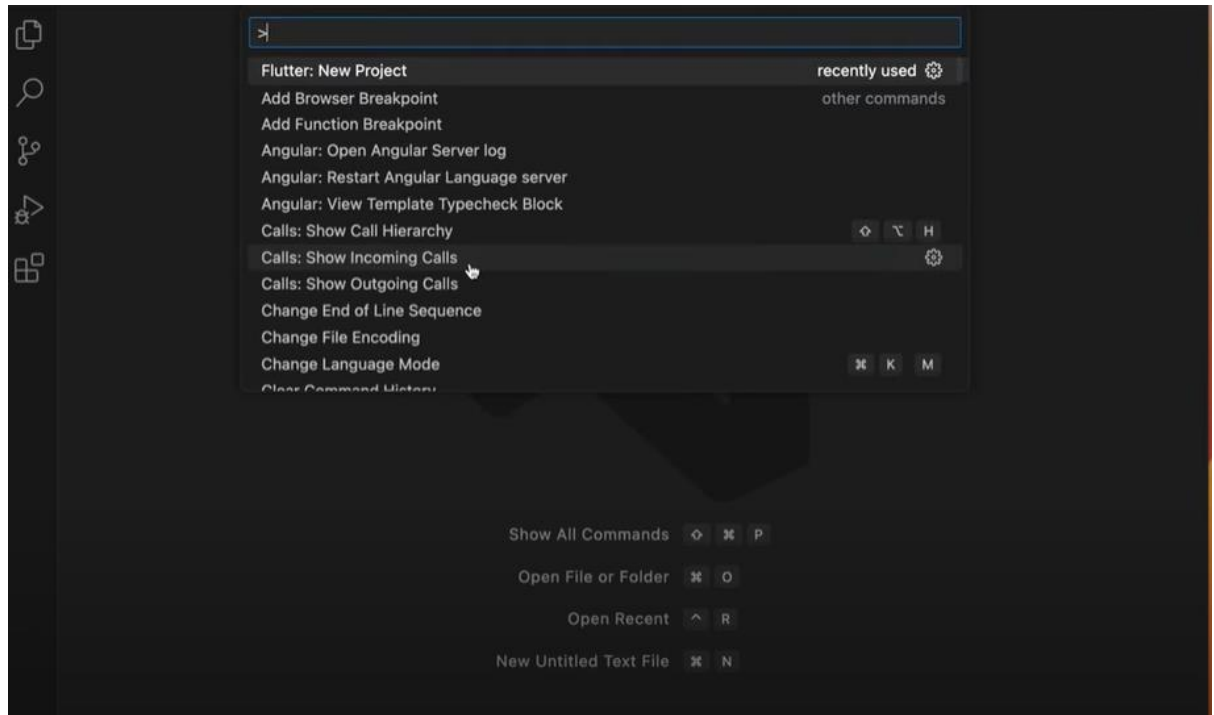 >
Flutter: New Project recently used
Add Browser Breakpoint other commands
Add Function Breakpoint
Angular: Open Angular Server log
Angular: Restart Angular Language server
Angular: View Template Typecheck Block
Calls: Show Call Hierarchy ⇧ ⌥ H
Calls: Show Incoming Calls
Calls: Show Outgoing Calls
Change End of Line Sequence
Change File Encoding
Change Language Mode ⌘ K M
Clear Command History
Show All Commands ⇧ ⌘ P
Open File or Folder ⌘ O
Open Recent ^ R
New Untitled Text File ⌘ N